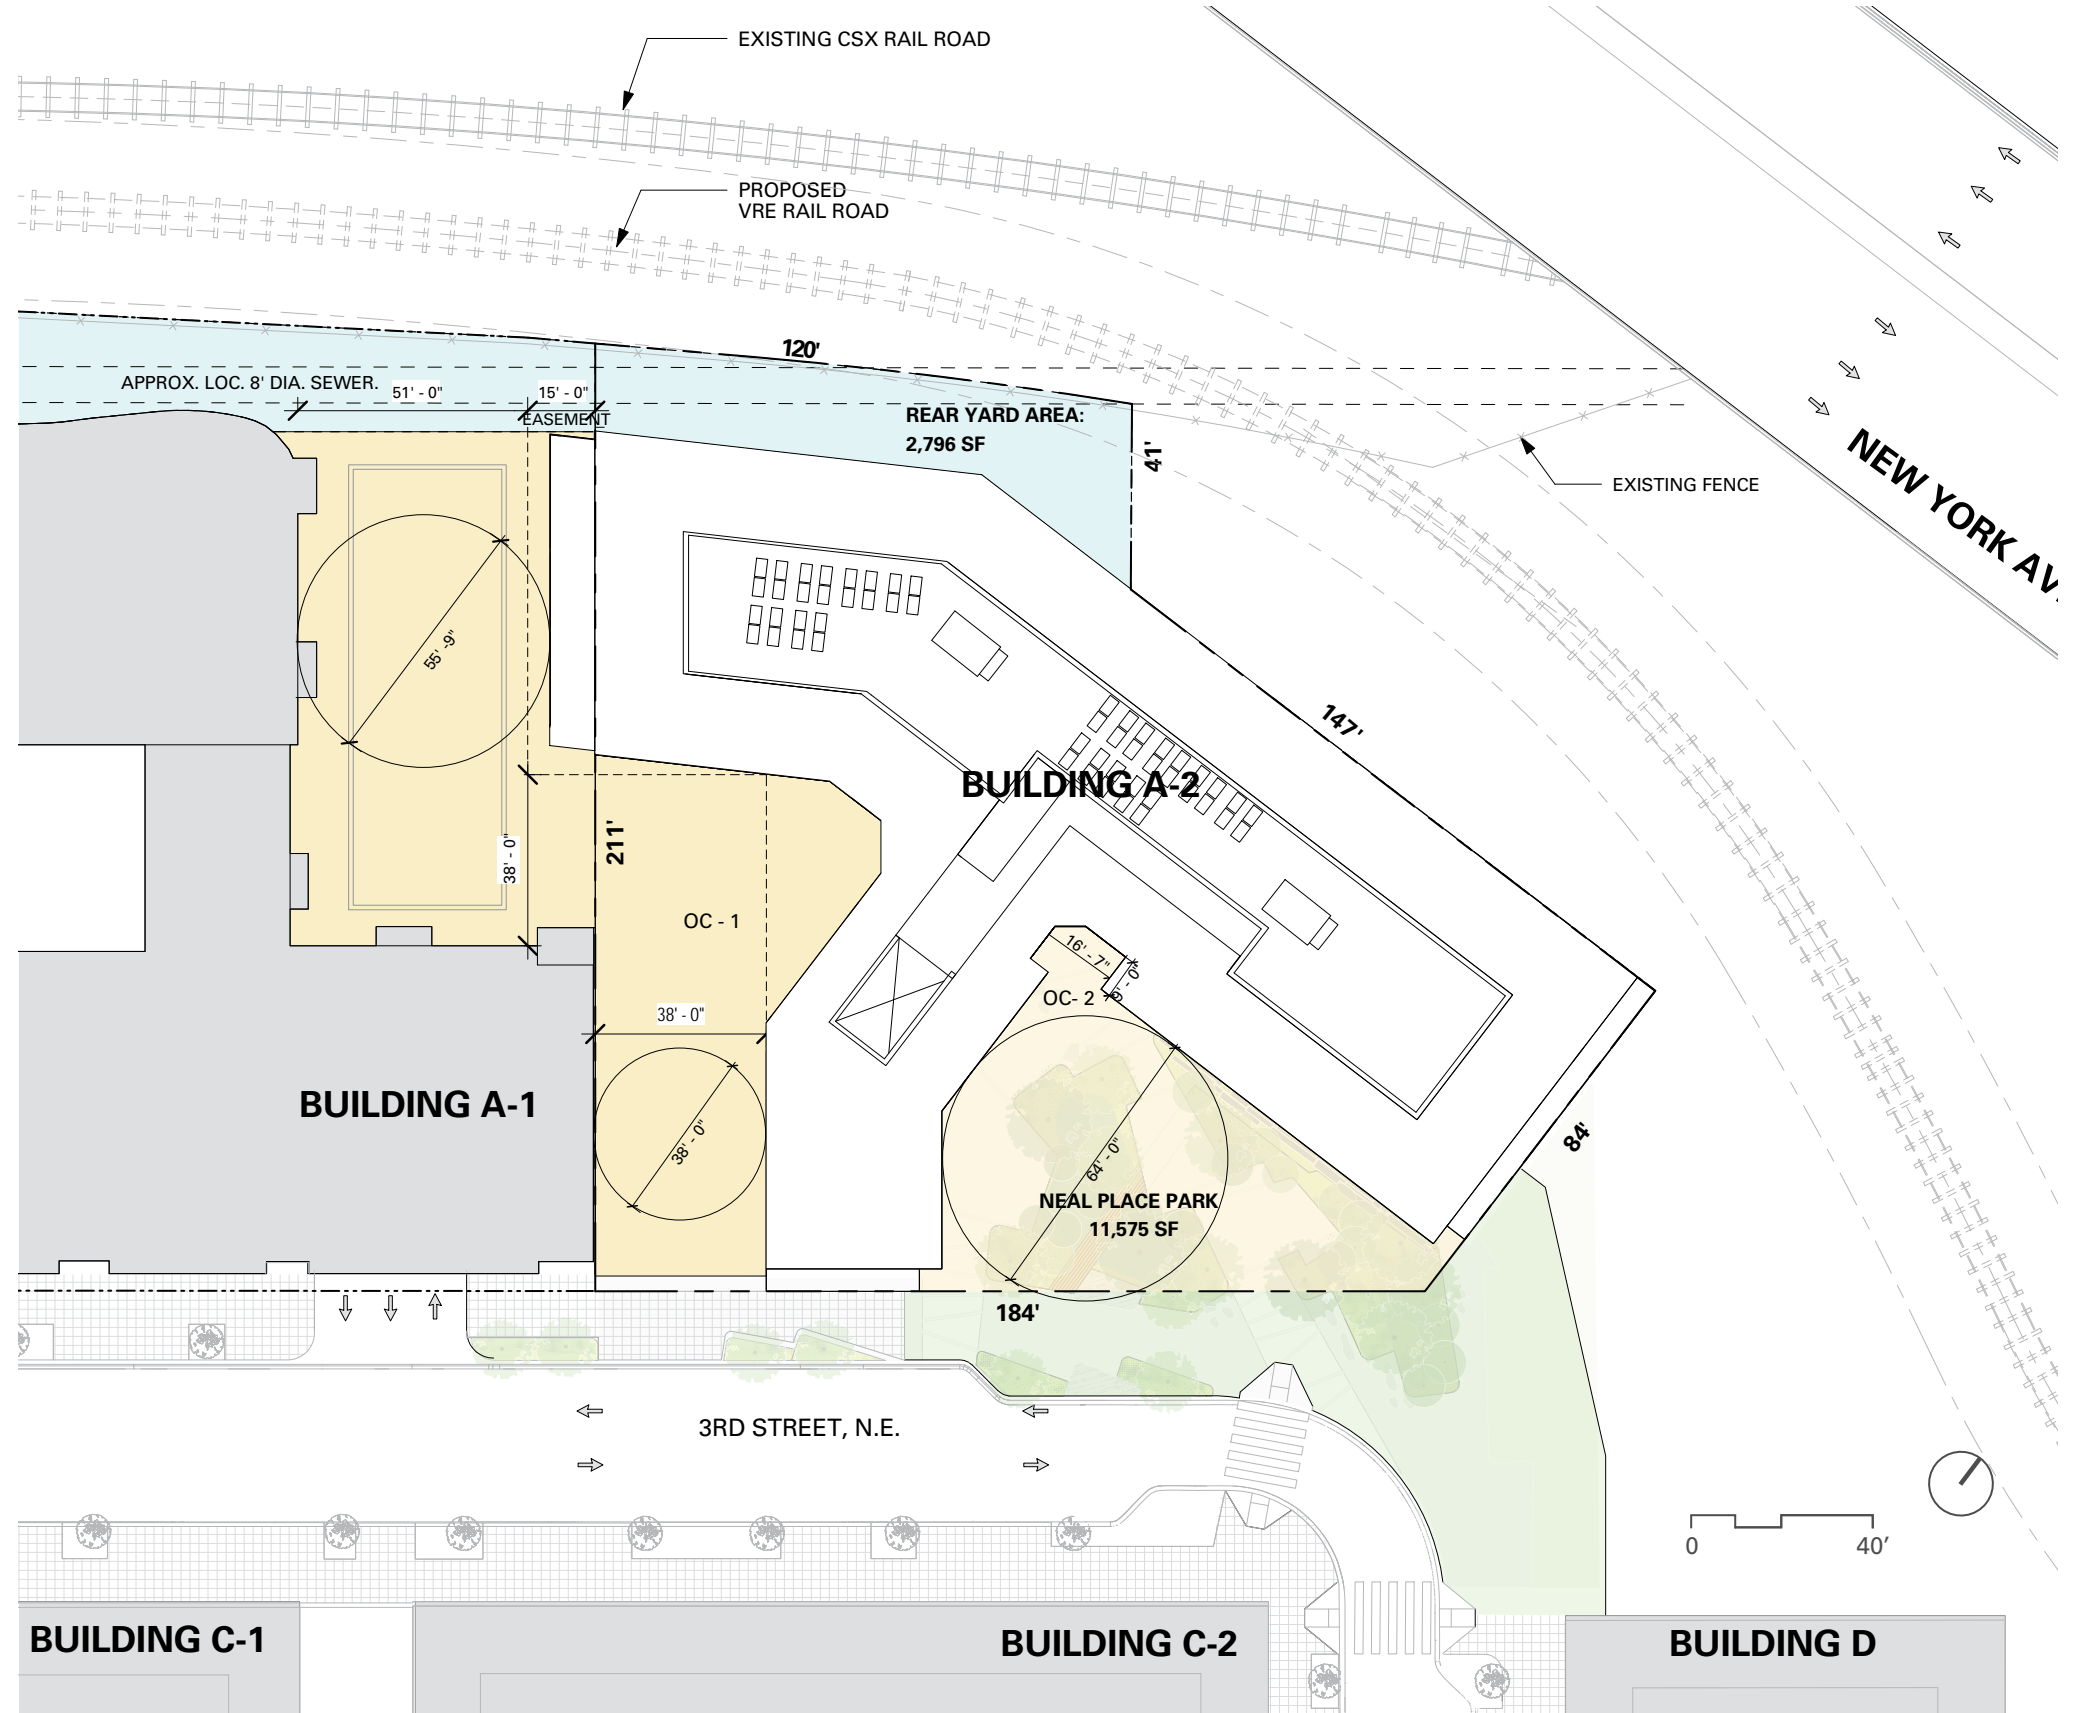 EXISTING CSX RAIL ROAD
PROPOSED
VRE RAIL ROAD
120'
APPROX. LOC. 8' DIA. SEWER.
51' - 0"
15' - 0"
EASEMENT
REAR YARD AREA:
2,796 SF
41'
EXISTING FENCE
NEW YORK AV
55' -9"
147'
BUILDING A-2
211'
38' - 0"
OC - 1
16' - 7"
9' - 0"
OC- 2
38' - 0"
BUILDING A-1
38' - 0"
64' - 0"
84'
NEAL PLACE PARK
11,575 SF
184'
3RD STREET, N.E.
0
40'
BUILDING C-1
BUILDING C-2
BUILDING D